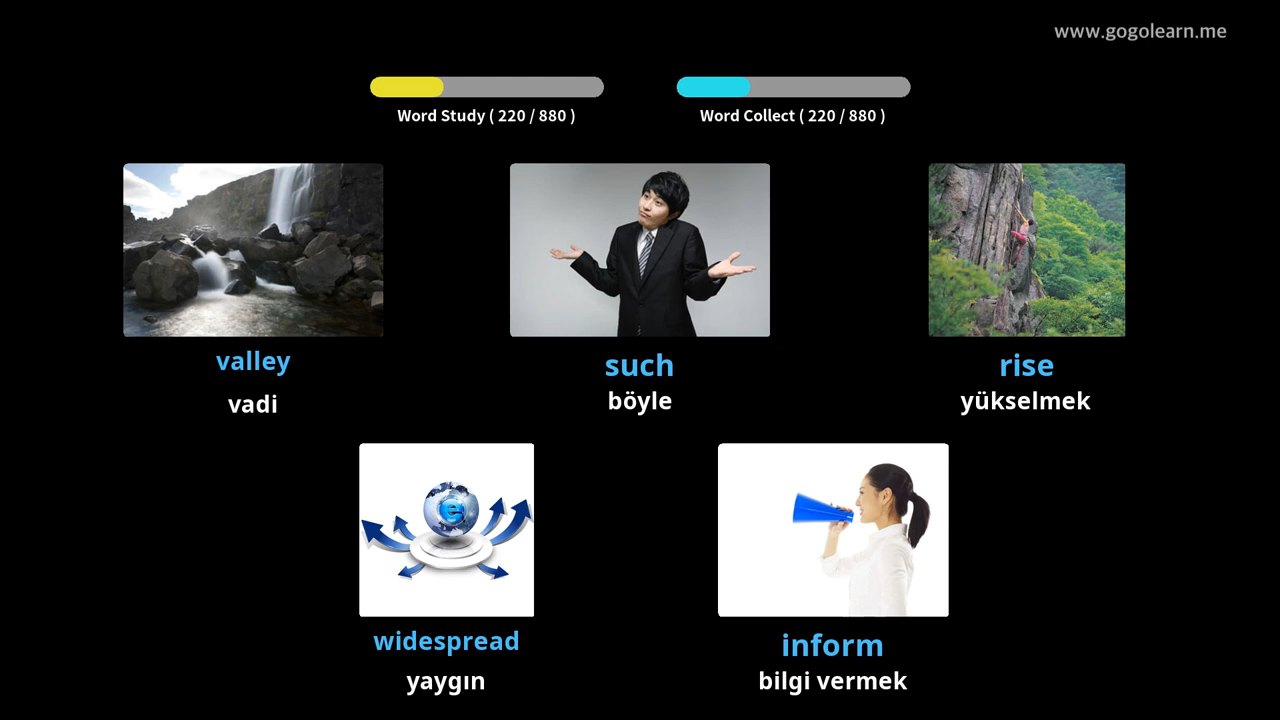 www.gogolearn.me
Word Study ( 220 / 880 )
Word Collect ( 220 / 880 )
valley
vadi
such
böyle
rise
yükselmek
e
widespread
yaygın
inform
bilgi vermek